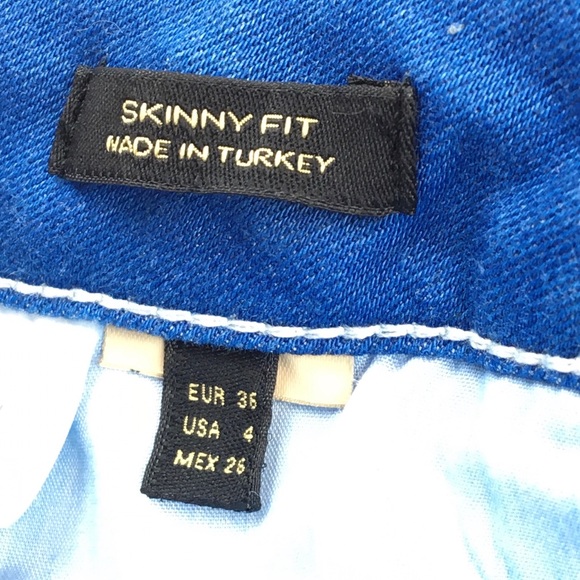 SKINNY FIT
MADE IN TURKEY
EUR 36
USA 4
MEX 26